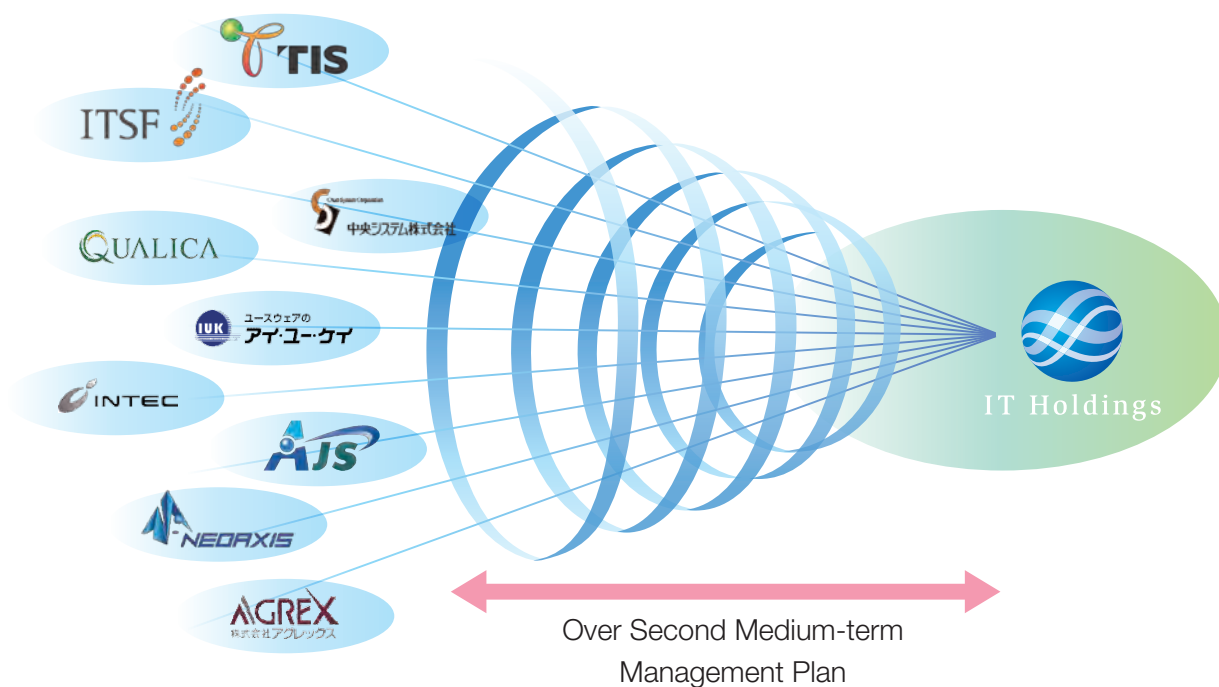 TIS
ITSF
Chuo System Corporation
中央システム株式会社
QUALICA
IUK
ユースウェアの
アイ・ユー・ケイ
INTEC
AJS
NEOAXIS
AGREX
株式会社アグレックス
IT Holdings
Over Second Medium-term
Management Plan